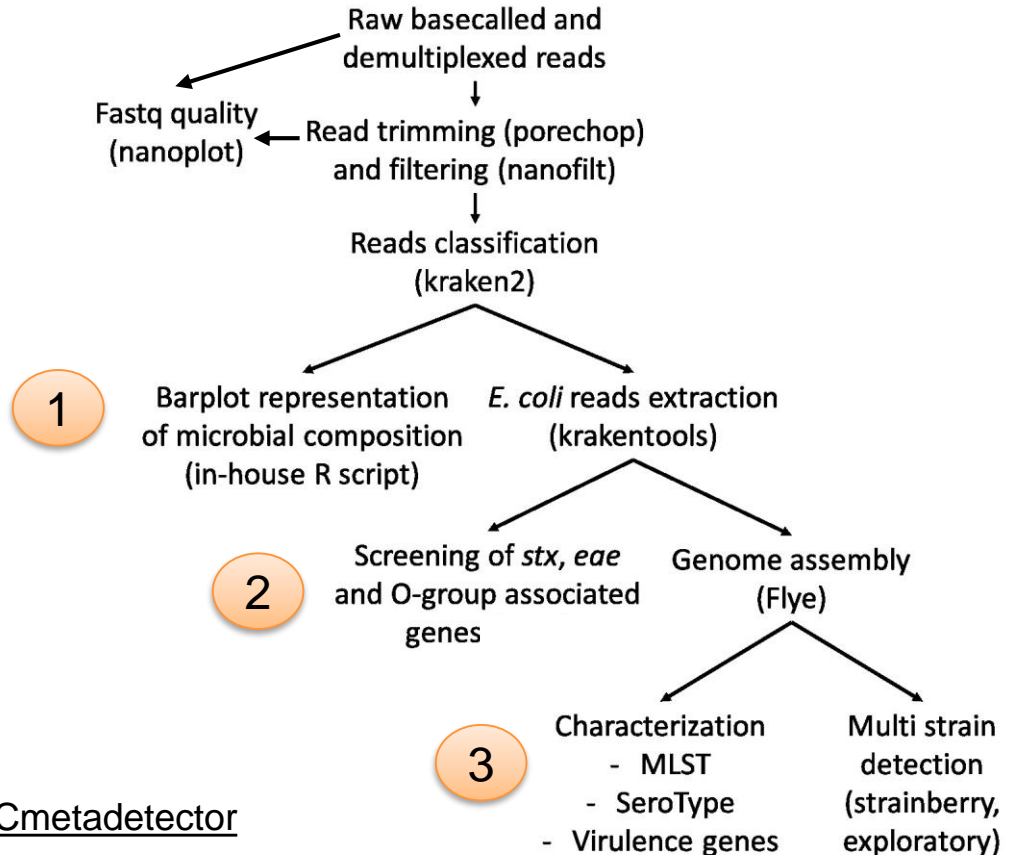 Raw basecalled and
demultiplexed reads
Fastq quality
(nanoplot)
Read trimming (porechop)
and filtering (nanofilt)
Reads classification
(kraken2)
1
Barplot representation
of microbial composition
(in-house R script)
E. coli reads extraction
(krakentools)
2
Screening of stx, eae
and O-group associated
genes
Genome assembly
(Flye)
3
Characterization
- MLST
- SeroType
- Virulence genes
Multi strain
detection
(strainberry,
exploratory)
Cmetadetector